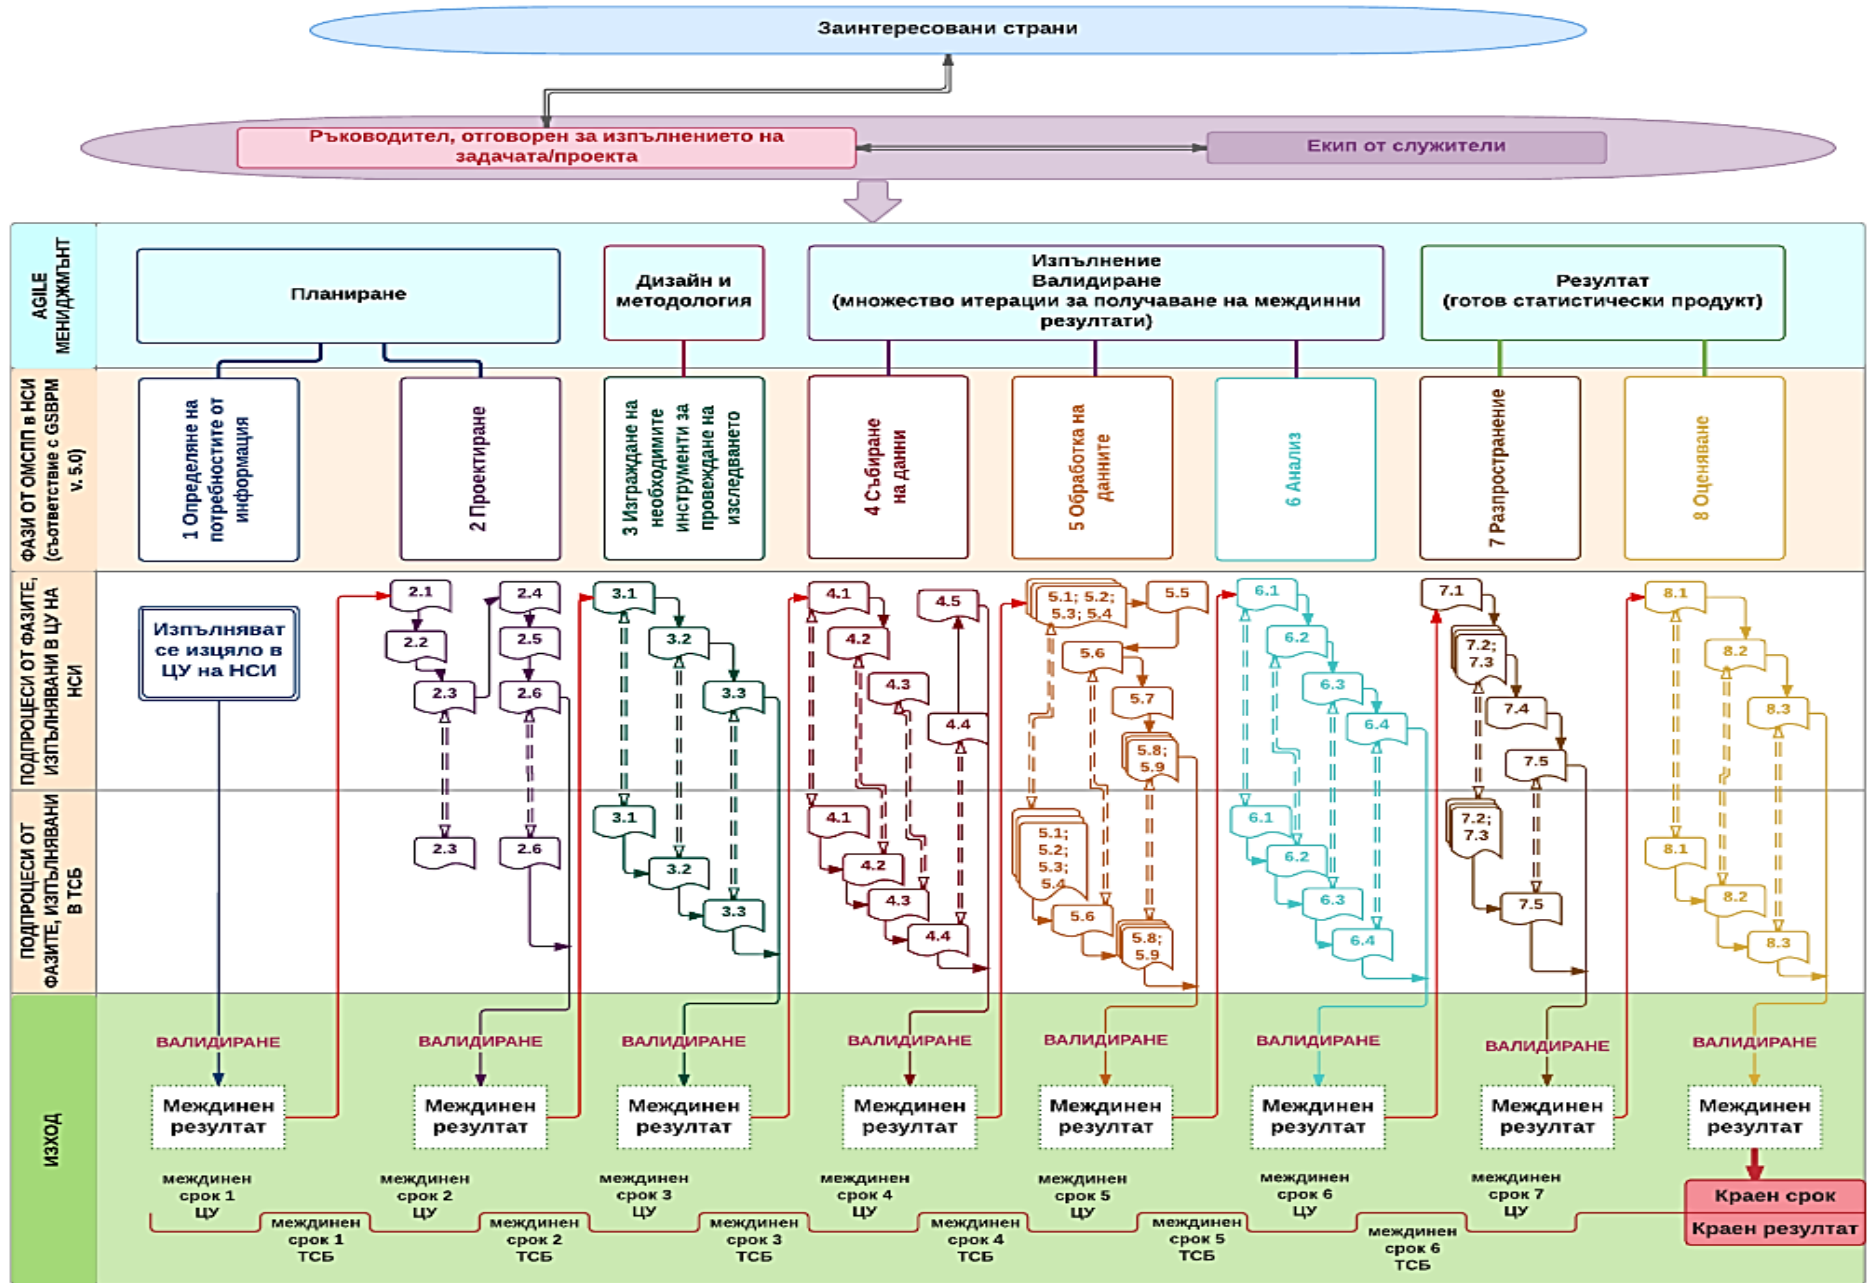 Заинтересовани страни
Ръководител, отговорен за изпълнението на
задачата/проекта
Екип от служители
AGILE
МЕНИДЖМЪНТ
Планиране
Дизайн и
методология
Изпълнение
Валидиране
(множество итерации за получаване на междинни
резултати)
Резултат
(готов статистически продукт)
ФАЗИ ОТ ОМСПП в НСИ
(съответствие с GSBPM
v. 5.0)
1 Определяне на
потребностите от
информация
2 Проектиране
3 Изграждане на
необходимите
инструменти за
провеждане на
изследването
4 Събиране
на данни
5 Обработка на
данните
6 Анализ
7 Разпространение
8 Оценяване
ПОДПРОЦЕСИ ОТ ФАЗИТЕ,
ИЗПЪЛНЯВАНИ В ЦУ НА
НСИ
Изпълняват
се изцяло в
ЦУ на НСИ
2.1
2.2
2.3
2.4
2.5
2.6
3.1
3.2
3.3
4.1
4.2
4.3
4.4
4.5
5.1; 5.2;
5.3; 5.4
5.5
5.6
5.7
5.8;
5.9
6.1
6.2
6.3
6.4
7.1
7.2;
7.3
7.4
7.5
8.1
8.2
8.3
ПОДПРОЦЕСИ ОТ
ФАЗИТЕ, ИЗПЪЛНЯВАНИ
В ТСБ
2.3
2.6
3.1
3.2
3.3
4.1
4.2
4.3
4.4
5.1;
5.2;
5.3;
5.4
5.6
5.8;
5.9
6.1
6.2
6.3
6.4
7.2;
7.3
7.5
8.1
8.2
8.3
ИЗХОД
ВАЛИДИРАНЕ
ВАЛИДИРАНЕ
ВАЛИДИРАНЕ
ВАЛИДИРАНЕ
ВАЛИДИРАНЕ
ВАЛИДИРАНЕ
ВАЛИДИРАНЕ
ВАЛИДИРАНЕ
Междинен
резултат
Междинен
резултат
Междинен
резултат
Междинен
резултат
Междинен
резултат
Междинен
резултат
Междинен
резултат
Междинен
резултат
междинен
срок 1
ЦУ
междинен
срок 1
ТСБ
междинен
срок 2
ЦУ
междинен
срок 2
ТСБ
междинен
срок 3
ЦУ
междинен
срок 3
ТСБ
междинен
срок 4
ЦУ
междинен
срок 4
ТСБ
междинен
срок 5
ЦУ
междинен
срок 5
ТСБ
междинен
срок 6
ЦУ
междинен
срок 6
ТСБ
междинен
срок 7
ЦУ
Краен срок
Краен резултат